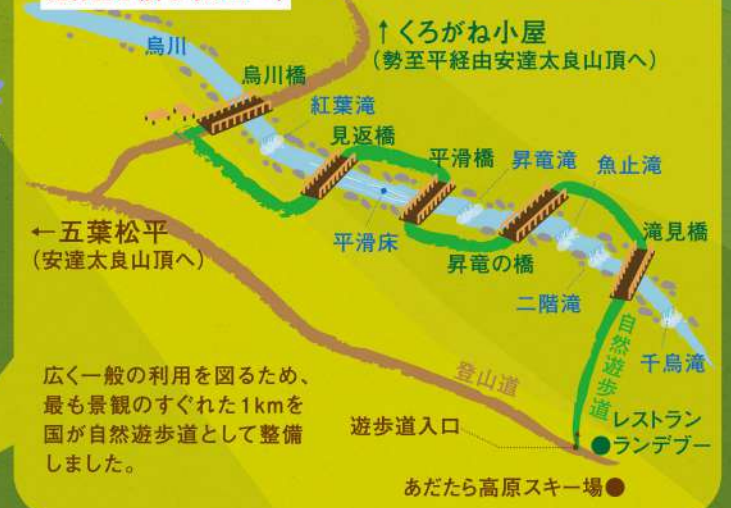 烏川
↑くろがね小屋
(勢至平経由安達太良山頂へ)
烏川橋
紅葉滝
見返橋
平滑橋
昇竜滝
魚止滝
←五葉松平
(安達太良山頂へ)
平滑床
昇竜の橋
滝見橋
二階滝
自然遊歩道
千鳥滝
登山道
広く一般の利用を図るため、
最も景観のすぐれた1kmを
国が自然遊歩道として整備
しました。
遊歩道入口
レストラン
ランデブー
あだたら高原スキー場